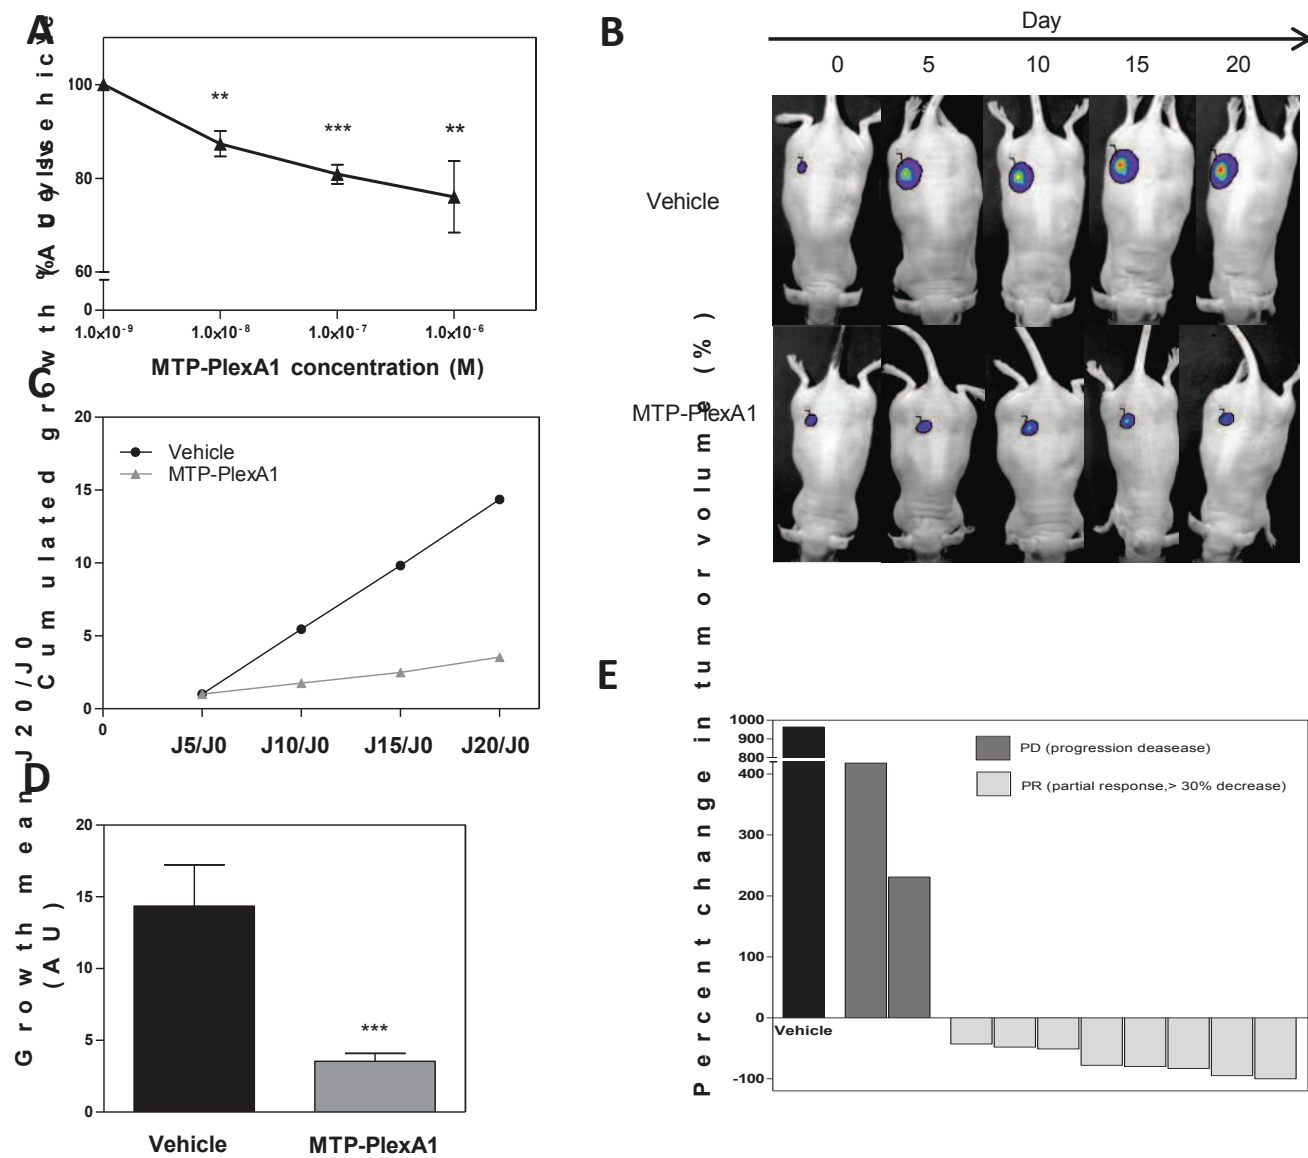 A
100
80
60
0
**
***
**
1.0x10-9
1.0x10-8
1.0x10-7
1.0x10-6
MTP-PlexA1 concentration (M)
B
Day
0 5 10 15 20
Vehicle
MTP-PlexA1
C
Cumulated growth
20
15
10
5
0
Vehicle
MTP-PlexA1
0
J5/J0 J10/J0 J15/J0 J20/J0
D
Growth mean J20/J0
(AU)
20
15
10
5
0
***
Vehicle MTP-PlexA1
E
Percent change in tumor volume (%)
1000
900
800
400
300
200
100
0
-100
PD (progression deasease)
PR (partial response,> 30% decrease)
Vehicle